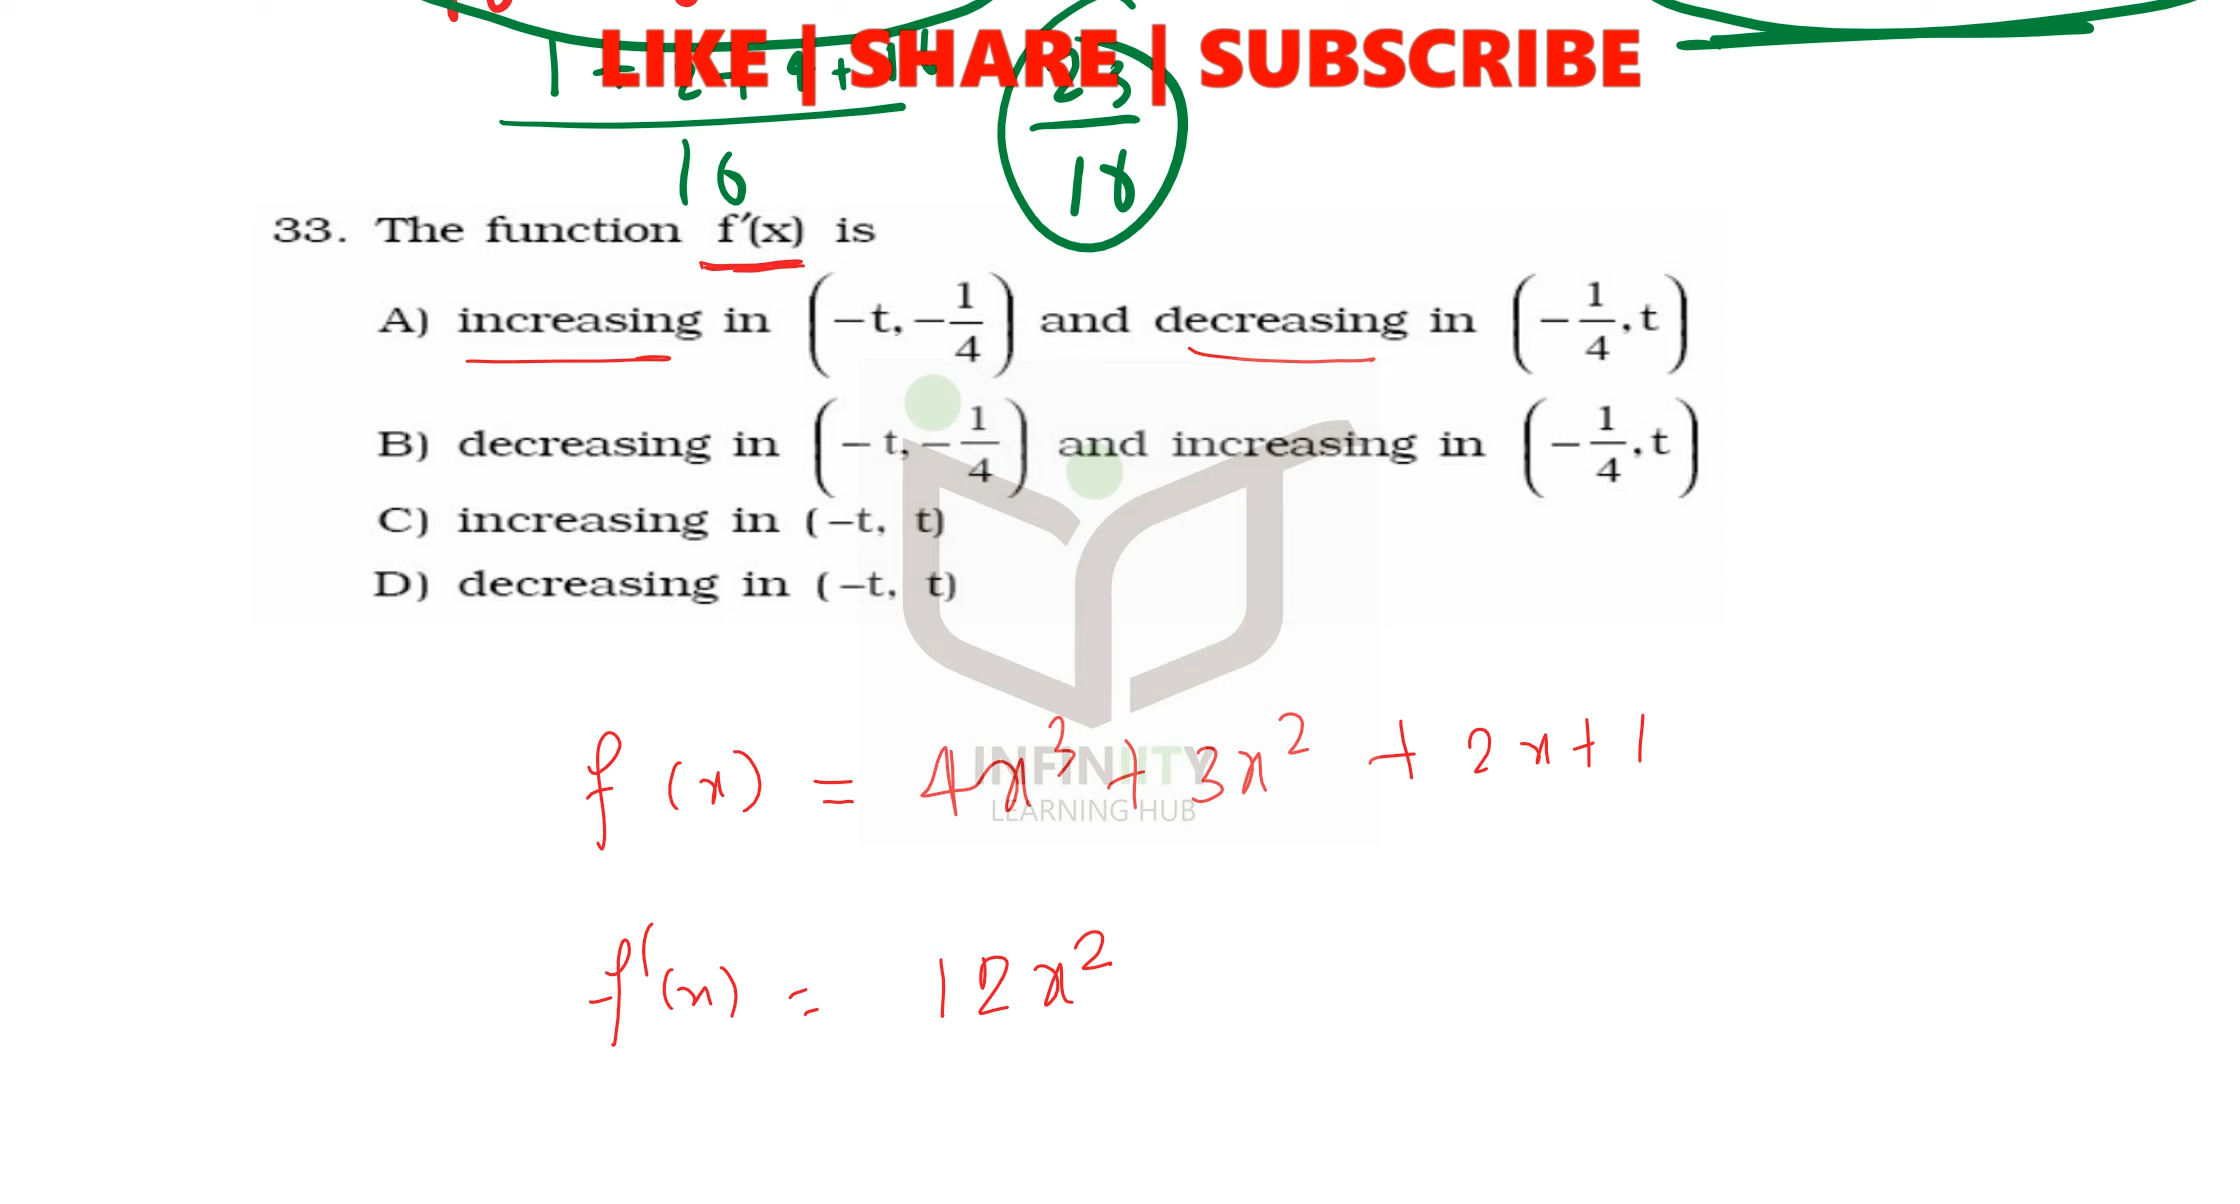 LIKE | SHARE | SUBSCRIBE
23
16
18
33. The function f′(x) is
A) increasing in (−t, −1/4) and decreasing in (−1/4, t)
B) decreasing in (−t, −1/4) and increasing in (−1/4, t)
C) increasing in (−t, t)
D) decreasing in (−t, t)
f(x) = 4x³ + 3x² + 2x + 1
INFINIITY
LEARNING HUB
f'(x) = 12x²